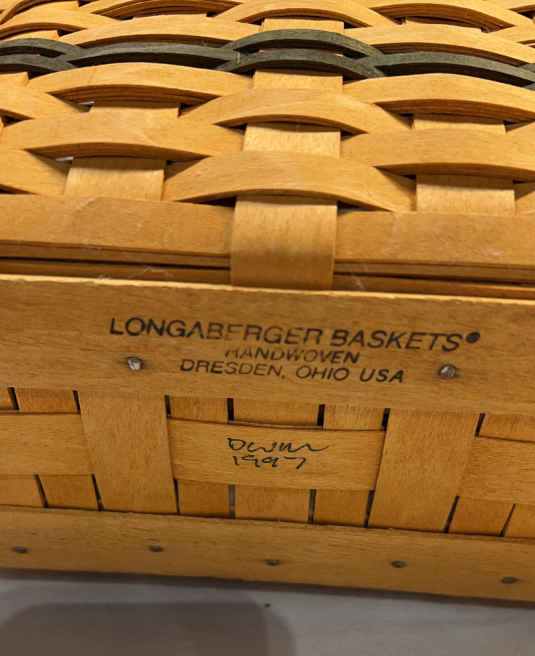 LONGABERGER BASKETS®
HANDWOVEN
DRESDEN, OHIO USA
1997